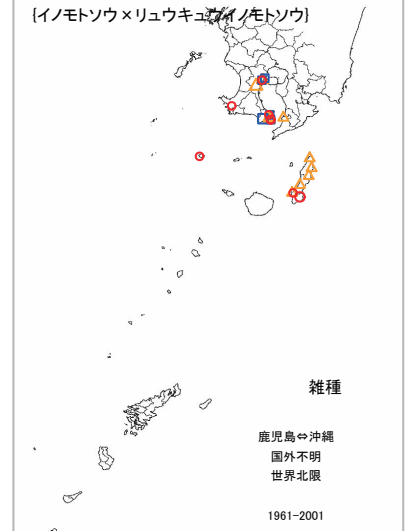 {イノモトソウ×リュウキュウイノモトソウ}
雑種
鹿児島⇔沖縄
国外不明
世界北限
1961-2001